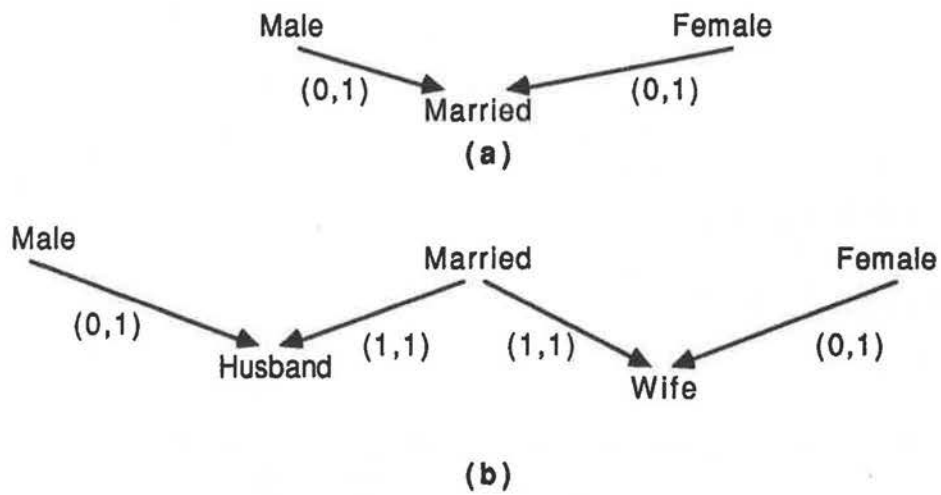 Male Female
(0,1) (0,1)
Married
(a)
Male Married Female
(0,1) (1,1) (1,1) (0,1)
Husband Wife
(b)